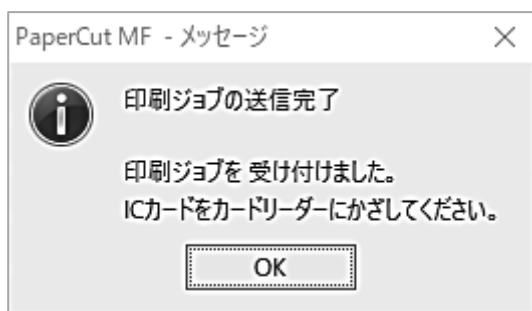 PaperCut MF - メッセージ
印刷ジョブの送信完了
印刷ジョブを 受け付けました。
ICカードをカードリーダーにかざしてください。
OK